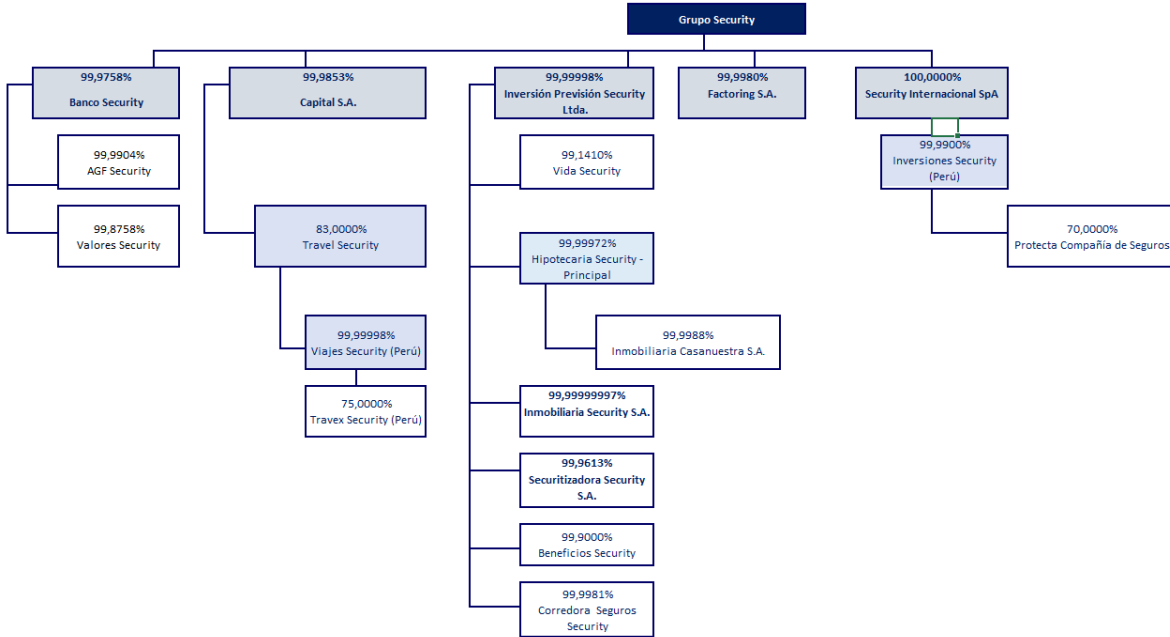 Grupo Security
99,9758%
Banco Security
99,9853%
Capital S.A.
99,99998%
Inversión Previsión Security
Ltda.
99,9980%
Factoring S.A.
100,0000%
Security Internacional SpA
99,9904%
AGF Security
99,1410%
Vida Security
99,9900%
Inversiones Security
(Perú)
99,8758%
Valores Security
83,0000%
Travel Security
70,0000%
Protecta Compañía de Seguros
99,99972%
Hipotecaria Security -
Principal
99,99998%
Viajes Security (Perú)
99,9988%
Inmobiliaria Casanuestra S.A.
75,0000%
Travex Security (Perú)
99,99999997%
Inmobiliaria Security S.A.
99,9613%
Securitizadora Security
S.A.
99,9000%
Beneficios Security
99,9981%
Corredora  Seguros
Security